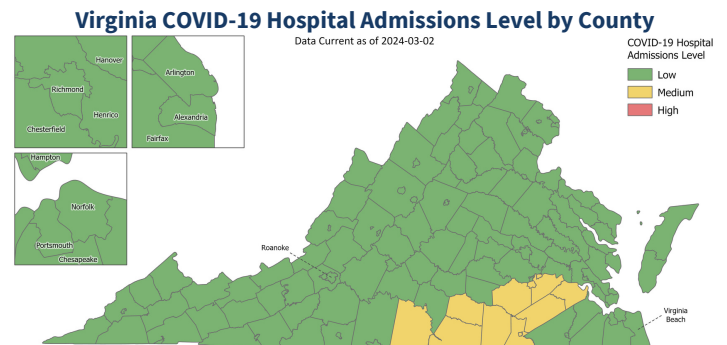 Virginia COVID-19 Hospital Admissions Level by County
Data Current as of 2024-03-02
COVID-19 Hospital
Admissions Level
Low
Medium
High
Hanover
Richmond
Henrico
Chesterfield
Arlington
Alexandria
Fairfax
Hampton
Norfolk
Portsmouth
Chesapeake
Roanoke
Virginia
Beach